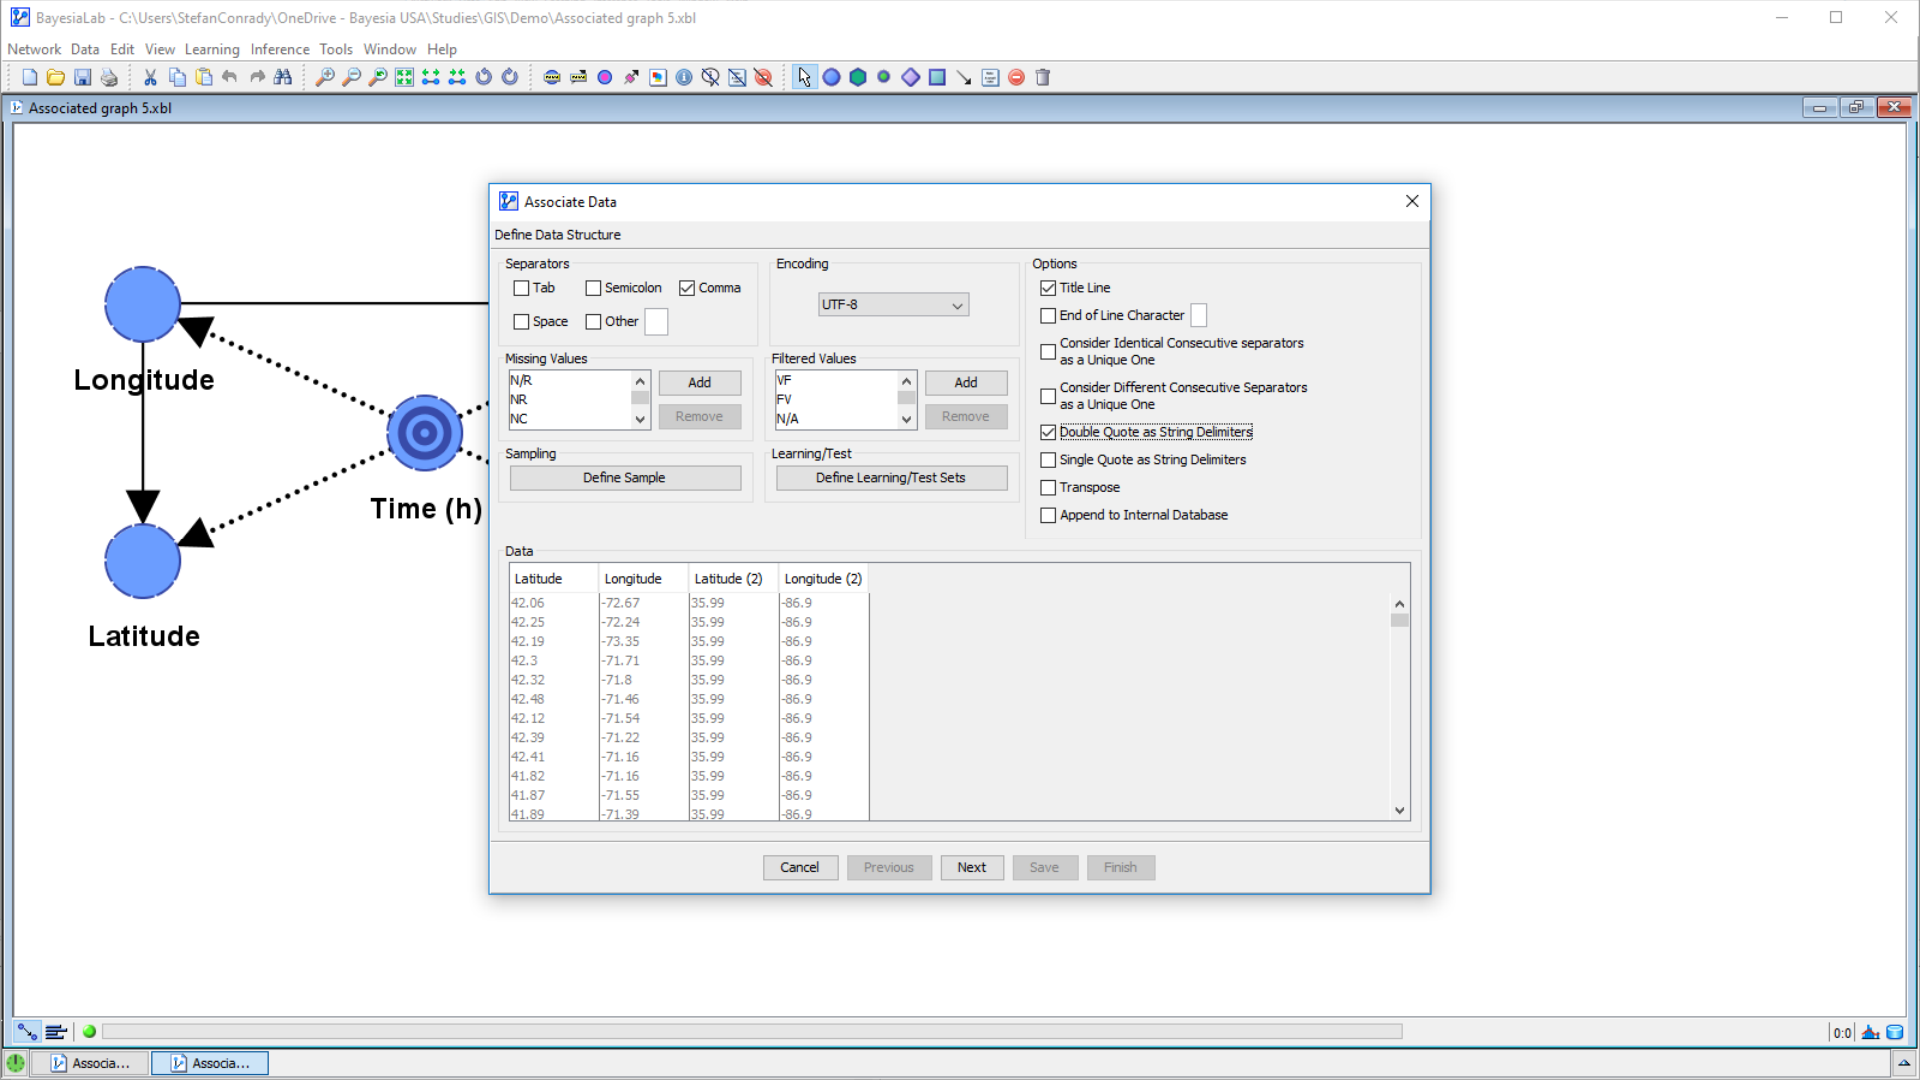 BayesiaLab - C:\Users\StefanConrady\OneDrive - Bayesia USA\Studies\GIS\Demo\Associated graph 5.xbl
Network Data Edit View Learning Inference Tools Window Help
Associated graph 5.xbl
Longitude
Latitude
Time (h)
Associate Data
Define Data Structure
Separators
Tab Semicolon Comma
Space Other
Encoding
UTF-8
Missing Values
N/R
NR
NC
Add
Remove
Filtered Values
VF
FV
N/A
Add
Remove
Sampling
Define Sample
Learning/Test
Define Learning/Test Sets
Options
Title Line
End of Line Character
Consider Identical Consecutive separators
as a Unique One
Consider Different Consecutive Separators
as a Unique One
Double Quote as String Delimiters
Single Quote as String Delimiters
Transpose
Append to Internal Database
Data
Latitude Longitude Latitude (2) Longitude (2)
42.06 -72.67 35.99 -86.9
42.25 -72.24 35.99 -86.9
42.19 -73.35 35.99 -86.9
42.3 -71.71 35.99 -86.9
42.32 -71.8 35.99 -86.9
42.48 -71.46 35.99 -86.9
42.12 -71.54 35.99 -86.9
42.39 -71.22 35.99 -86.9
42.41 -71.16 35.99 -86.9
41.82 -71.16 35.99 -86.9
41.87 -71.55 35.99 -86.9
41.89 -71.39 35.99 -86.9
Cancel Previous Next Save Finish
0:0
Associa... Associa...